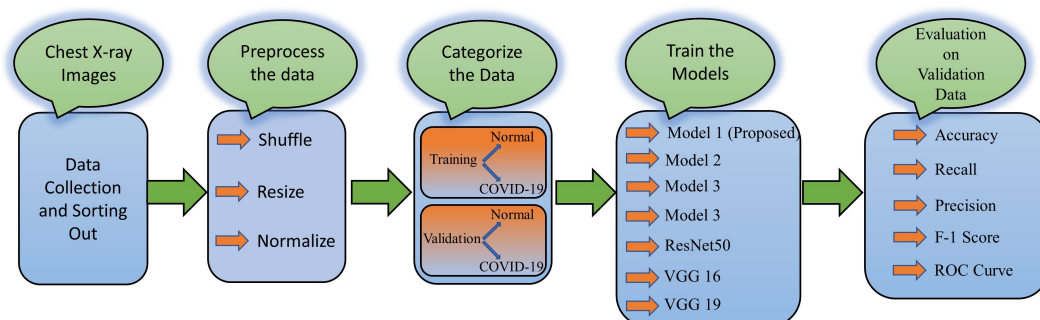 Chest X-ray
Images
Data
Collection
and Sorting
Out
Preprocess
the data
Shuffle
Resize
Normalize
Categorize
the Data
Training
Normal
COVID-19
Validation
Normal
COVID-19
Train the
Models
Model 1 (Proposed)
Model 2
Model 3
Model 3
ResNet50
VGG 16
VGG 19
Evaluation
on
Validation
Data
Accuracy
Recall
Precision
F-1 Score
ROC Curve